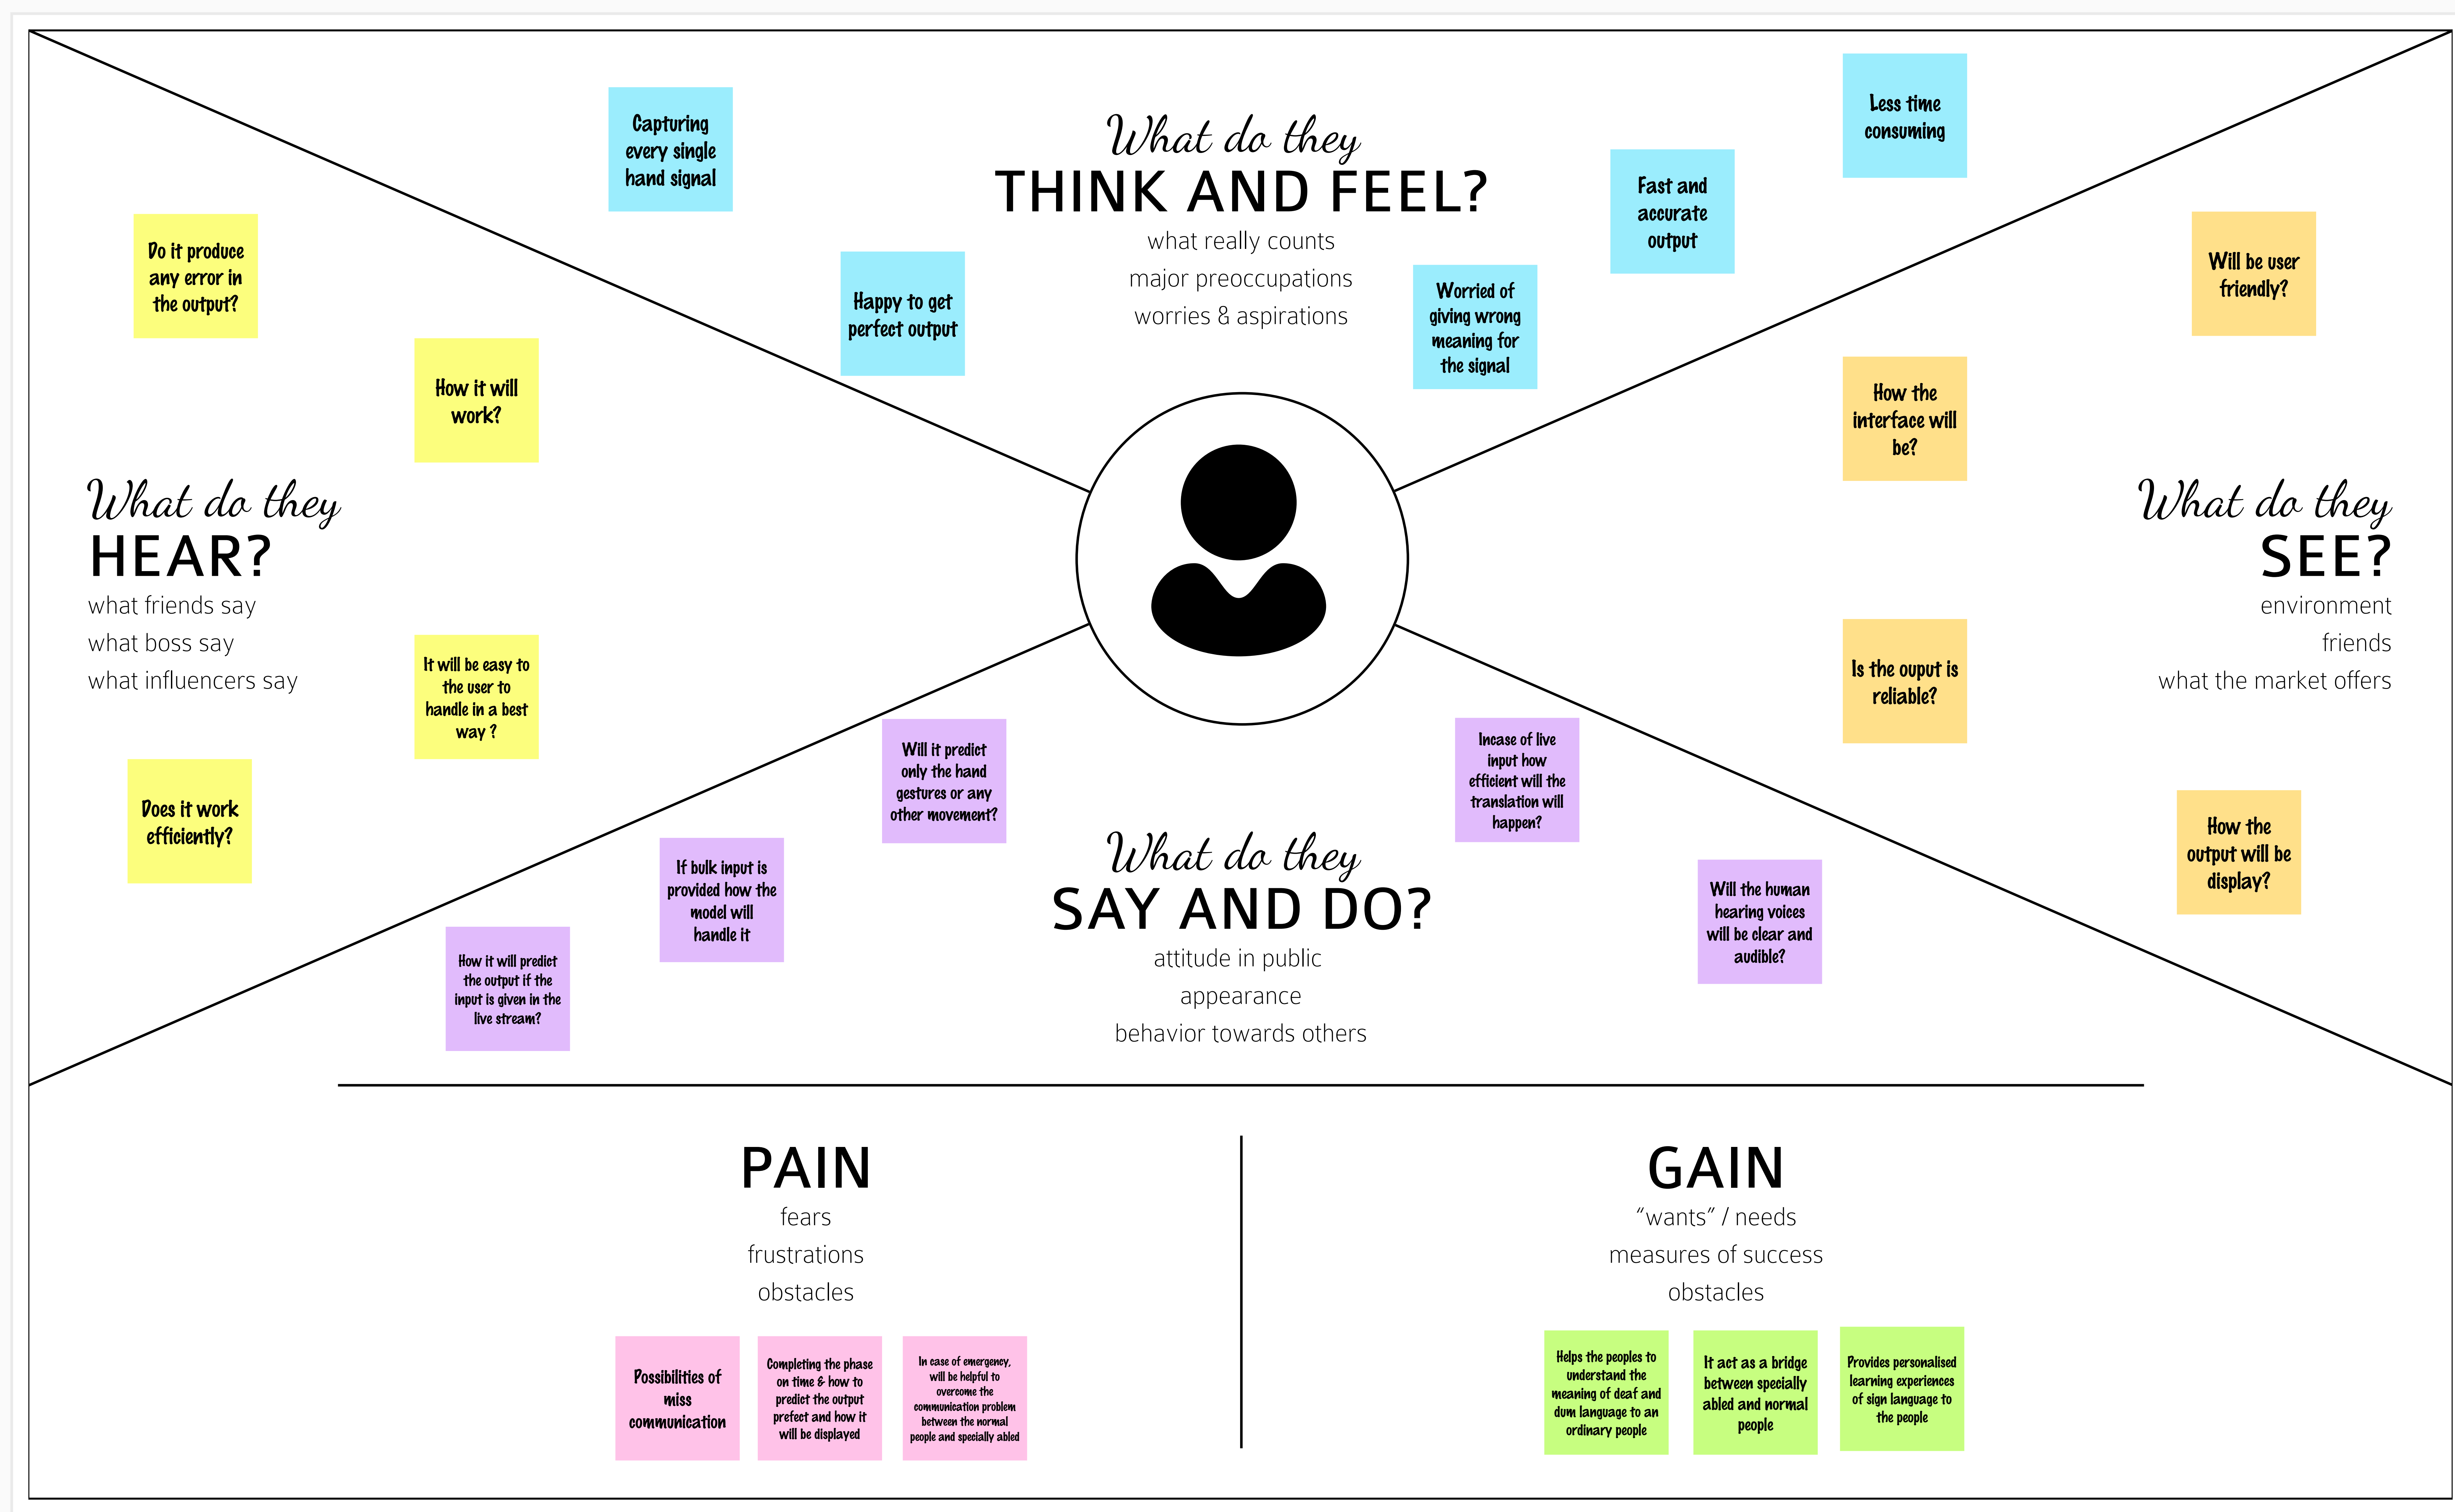 What do they
THINK AND FEEL?
what really counts
major preoccupations
worries & aspirations
Capturing
every single
hand signal
Happy to get
perfect output
Worried of
giving wrong
meaning for
the signal
Fast and
accurate
output
Less time
consuming
Do it produce
any error in
the output?
How it will
work?
What do they
HEAR?
what friends say
what boss say
what influencers say
It will be easy to
the user to
handle in a best
way ?
Does it work
efficiently?
Will be user
friendly?
How the
interface will
be?
What do they
SEE?
environment
friends
what the market offers
Is the ouput is
reliable?
How the
output will be
display?
Will it predict
only the hand
gestures or any
other movement?
If bulk input is
provided how the
model will
handle it
How it will predict
the output if the
input is given in the
live stream?
What do they
SAY AND DO?
attitude in public
appearance
behavior towards others
Incase of live
input how
efficient will the
translation will
happen?
Will the human
hearing voices
will be clear and
audible?
PAIN
fears
frustrations
obstacles
Possibilities of
miss
communication
Completing the phase
on time & how to
predict the output
prefect and how it
will be displayed
In case of emergency,
will be helpful to
overcome the
communication problem
between the normal
people and specially abled
GAIN
“wants” / needs
measures of success
obstacles
Helps the peoples to
understand the
meaning of deaf and
dum language to an
ordinary people
It act as a bridge
between specially
abled and normal
people
Provides personalised
learning experiences
of sign language to
the people